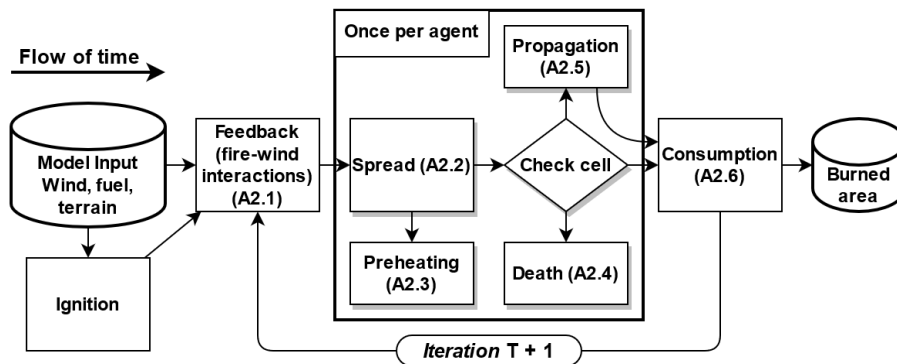 Flow of time
Model Input
Wind, fuel,
terrain
Ignition
Feedback
(fire-wind
interactions)
(A2.1)
Once per agent
Spread (A2.2)
Preheating
(A2.3)
Propagation
(A2.5)
Check cell
Death (A2.4)
Consumption
(A2.6)
Burned
area
Iteration T + 1